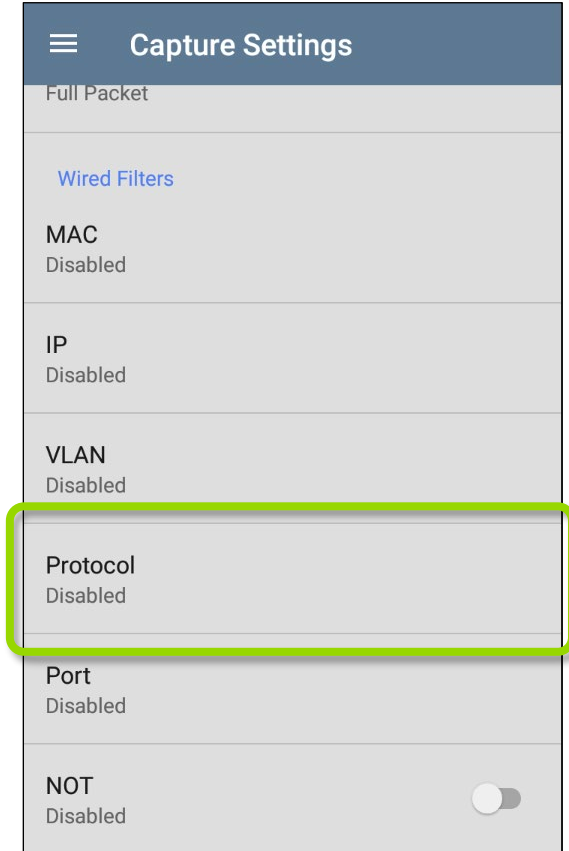 Capture Settings
Full Packet
Wired Filters
MAC
Disabled
IP
Disabled
VLAN
Disabled
Protocol
Disabled
Port
Disabled
NOT
Disabled